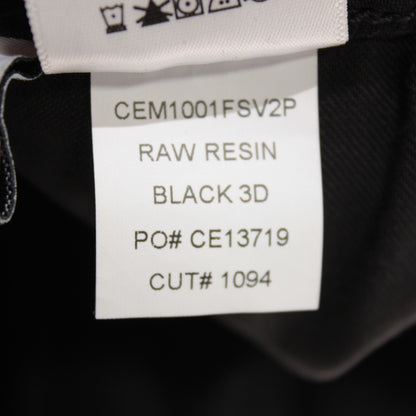 CEM1001FSV2P
RAW RESIN
BLACK 3D
PO# CE13719
CUT# 1094